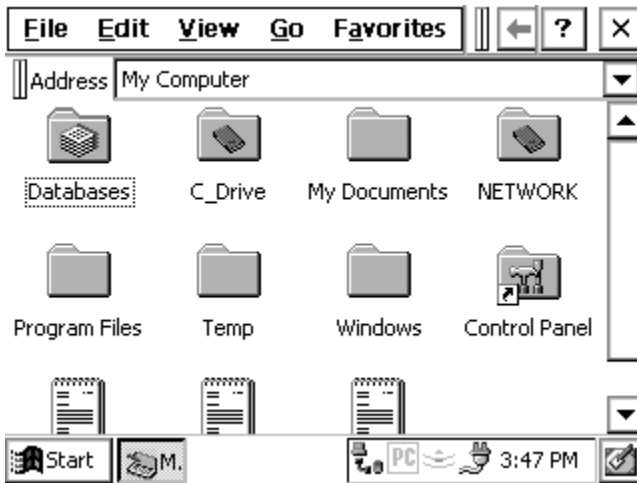 File Edit View Go Favorites ?
Address My Computer
Databases C_Drive My Documents NETWORK
Program Files Temp Windows Control Panel
Start M. PC 3:47 PM